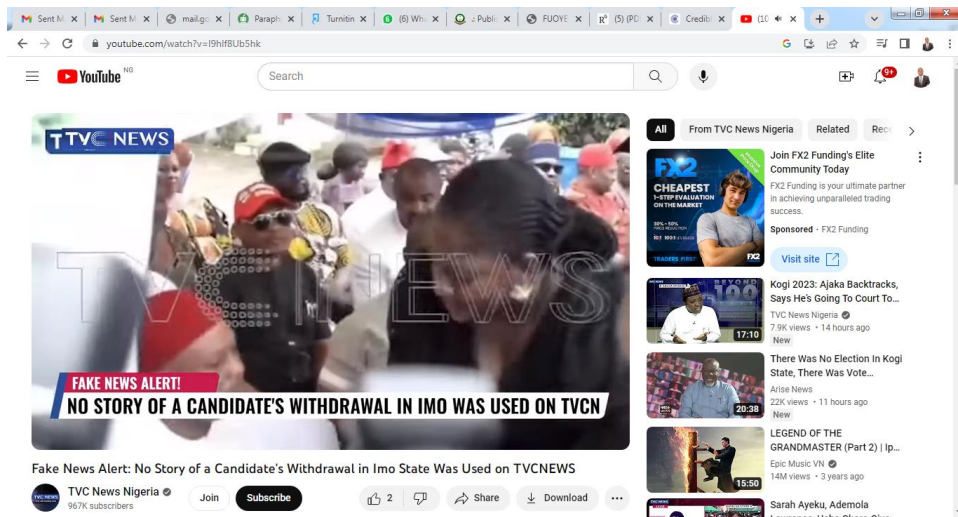 Sent M
Sent M
mail.go
Paraph
Turnitin
(6) Wh
: Public
FUOYE
(5) (PD
Credib
(10
youtube.com/watch?v=I9hlf8Ub5hk
YouTube NG
Search
9+
TVC NEWS
TVC NEWS
FAKE NEWS ALERT!
NO STORY OF A CANDIDATE'S WITHDRAWAL IN IMO WAS USED ON TVCN
Fake News Alert: No Story of a Candidate's Withdrawal in Imo State Was Used on TVCNEWS
TVC NEWS
TVC News Nigeria
967K subscribers
Join
Subscribe
2
Share
Download
All
From TVC News Nigeria
Related
Rece
FX2
CHEAPEST
1-STEP EVALUATION
ON THE MARKET
TRADERS FIRST
FX2
Join FX2 Funding's Elite
Community Today
FX2 Funding is your ultimate partner
in achieving unparalleled trading
success.
Sponsored · FX2 Funding
Visit site
BEYOND
100
17:10
Kogi 2023: Ajaka Backtracks,
Says He's Going To Court To...
TVC News Nigeria
7.9K views · 14 hours ago
New
20:38
There Was No Election In Kogi
State, There Was Vote...
Arise News
22K views · 11 hours ago
New
15:50
LEGEND OF THE
GRANDMASTER (Part 2) | Ip...
Epic Music VN
14M views · 3 years ago
Sarah Ayeku, Ademola